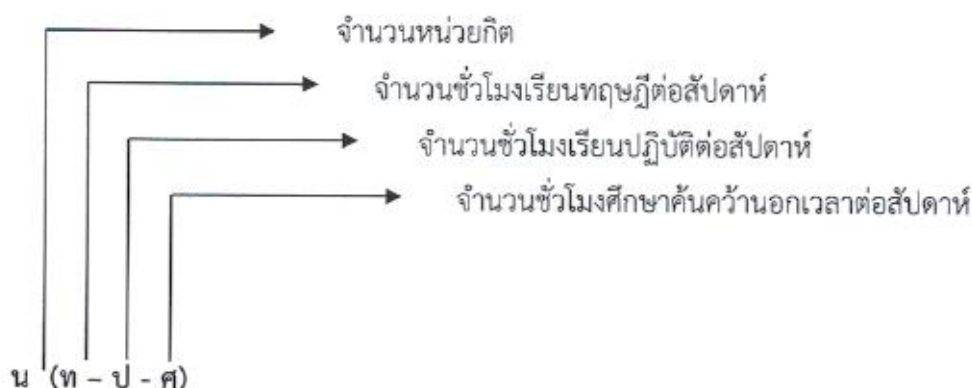 จำนวนหน่วยกิต
จำนวนชั่วโมงเรียนทฤษฎีต่อสัปดาห์
จำนวนชั่วโมงเรียนปฏิบัติต่อสัปดาห์
จำนวนชั่วโมงศึกษาค้นคว้านอกเวลาต่อสัปดาห์
น (ท – ป - ศ)